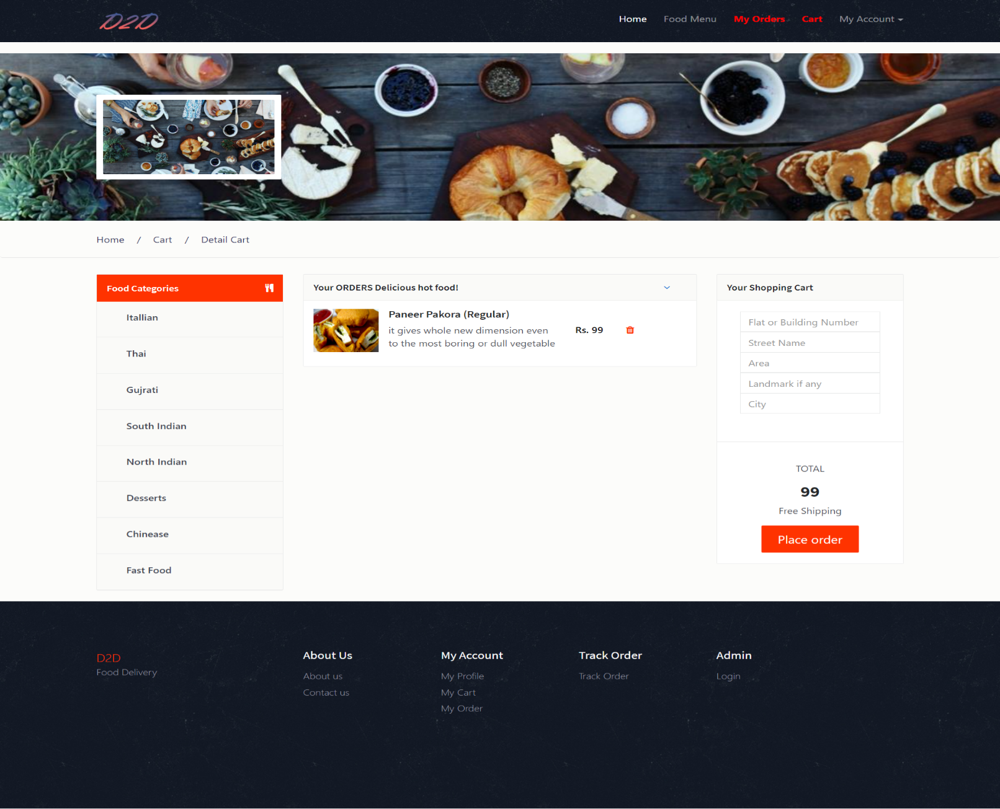 D2D
Home
Food Menu
My Orders
Cart
My Account
Home / Cart / Detail Cart
Food Categories
Itallian
Thai
Gujrati
South Indian
North Indian
Desserts
Chinease
Fast Food
Your ORDERS Delicious hot food!
Paneer Pakora (Regular)
it gives whole new dimension even
to the most boring or dull vegetable
Rs. 99
Your Shopping Cart
Flat or Building Number
Street Name
Area
Landmark if any
City
TOTAL
99
Free Shipping
Place order
D2D
Food Delivery
About Us
About us
Contact us
My Account
My Profile
My Cart
My Order
Track Order
Track Order
Admin
Login